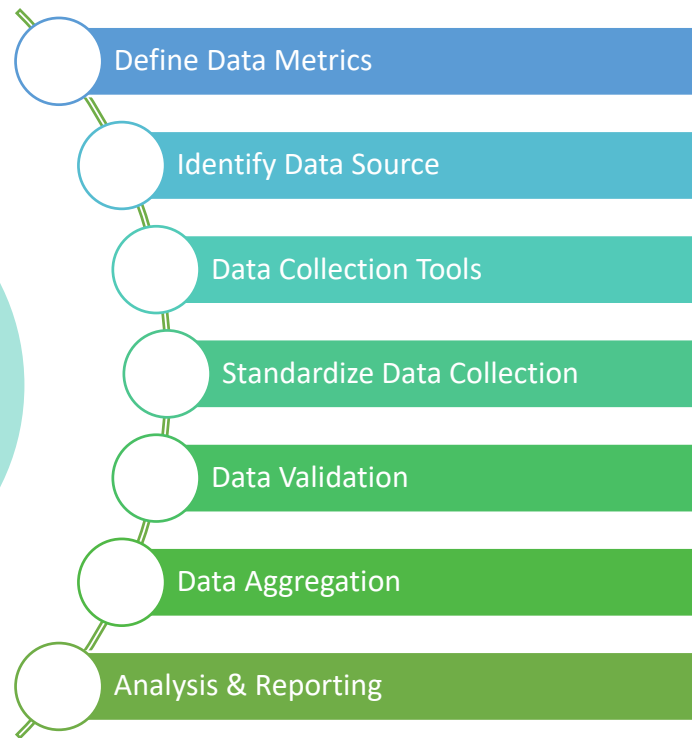 Define Data Metrics
Identify Data Source
Data Collection Tools
Standardize Data Collection
Data Validation
Data Aggregation
Analysis & Reporting